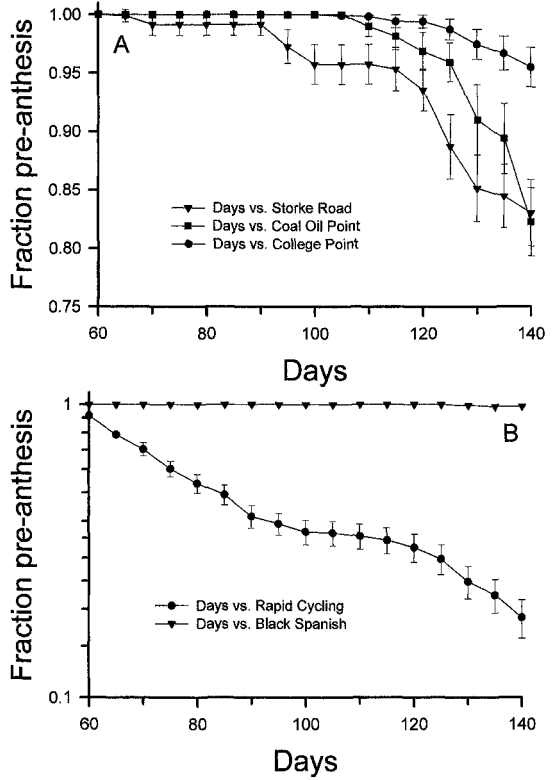 1.00
A
0.95
0.90
0.85
0.80
0.75
Fraction pre-anthesis
Days vs. Storke Road
Days vs. Coal Oil Point
Days vs. College Point
60 80 100 120 140
Days
1
B
Fraction pre-anthesis
Days vs. Rapid Cycling
Days vs. Black Spanish
0.1
60 80 100 120 140
Days